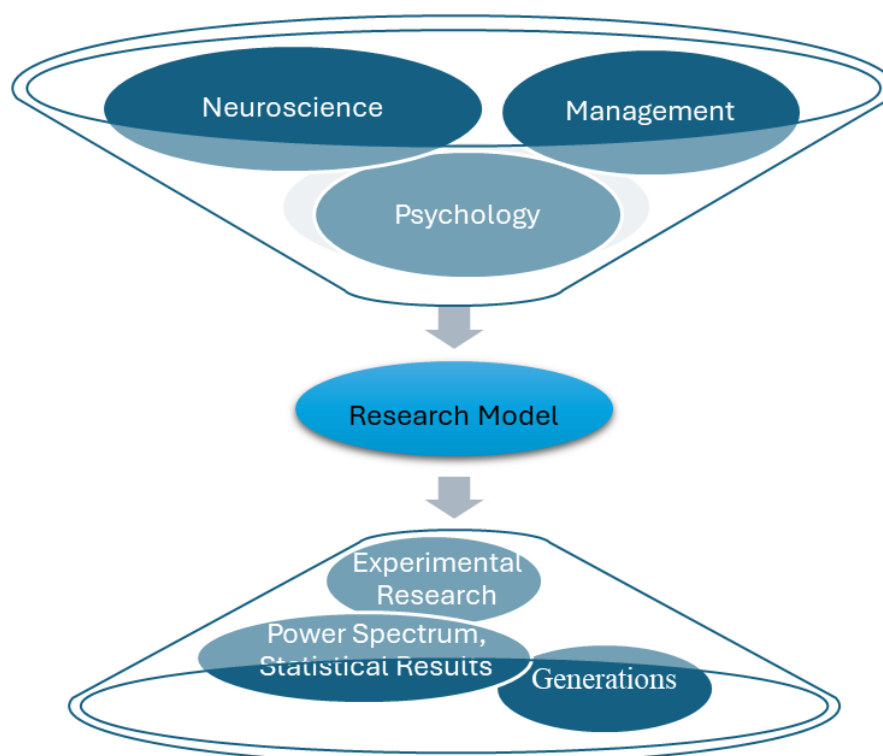 Neuroscience
Management
Psychology
Research Model
Experimental
Research
Power Spectrum,
Statistical Results
Generations